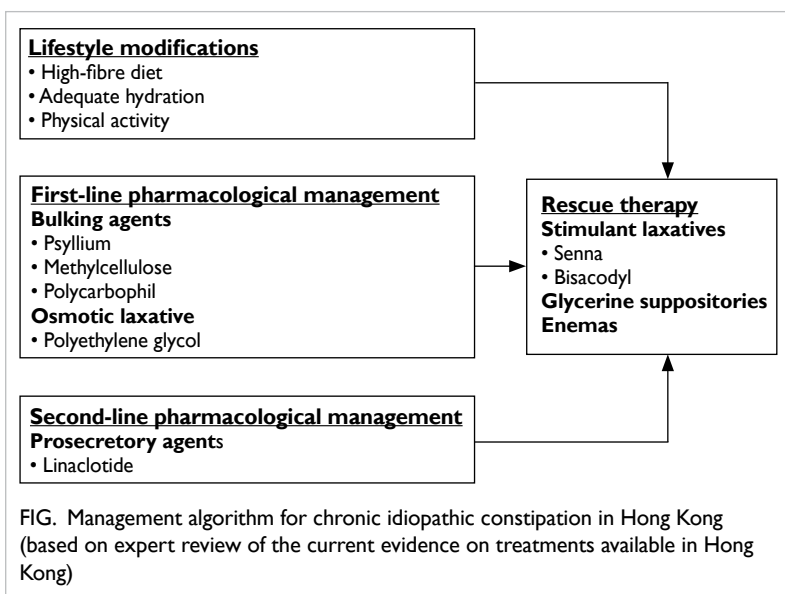 Lifestyle modifications
• High-fibre diet
• Adequate hydration
• Physical activity
First-line pharmacological management
Bulking agents
• Psyllium
• Methylcellulose
• Polycarbophil
Osmotic laxative
• Polyethylene glycol
Second-line pharmacological management
Prosecretory agents
• Linaclotide
Rescue therapy
Stimulant laxatives
• Senna
• Bisacodyl
Glycerine suppositories
Enemas
FIG. Management algorithm for chronic idiopathic constipation in Hong Kong
(based on expert review of the current evidence on treatments available in Hong
Kong)